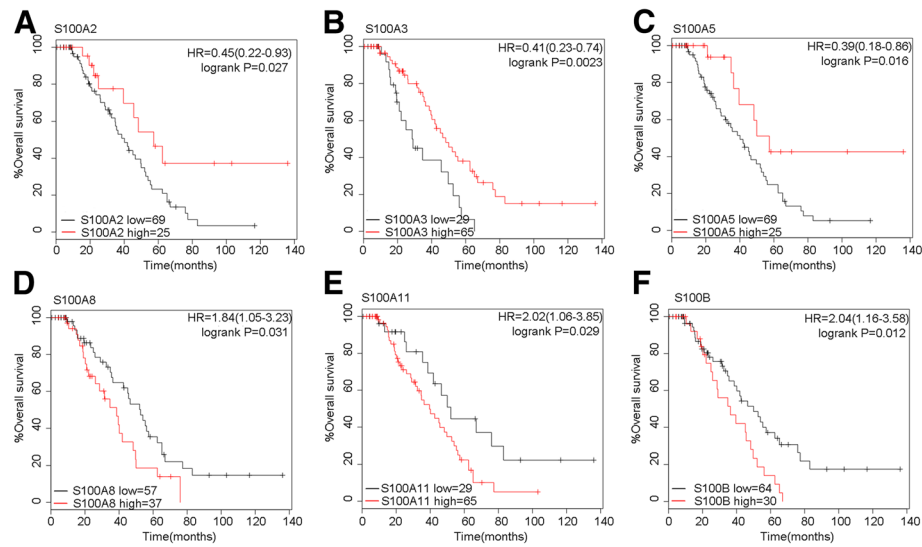 A
S100A2
HR=0.45(0.22-0.93)
logrank P=0.027
%Overall survival
100
80
60
40
20
0
S100A2 low=69
S100A2 high=25
0 20 40 60 80 100 120 140
Time(months)
B
S100A3
HR=0.41(0.23-0.74)
logrank P=0.0023
%Overall survival
100
80
60
40
20
0
S100A3 low=29
S100A3 high=65
0 20 40 60 80 100 120 140
Time(months)
C
S100A5
HR=0.39(0.18-0.86)
logrank P=0.016
%Overall survival
100
80
60
40
20
0
S100A5 low=69
S100A5 high=25
0 20 40 60 80 100 120 140
Time(months)
D
S100A8
HR=1.84(1.05-3.23)
logrank P=0.031
%Overall survival
100
80
60
40
20
0
S100A8 low=57
S100A8 high=37
0 20 40 60 80 100 120 140
Time(months)
E
S100A11
HR=2.02(1.06-3.85)
logrank P=0.029
%Overall survival
100
80
60
40
20
0
S100A11 low=29
S100A11 high=65
0 20 40 60 80 100 120 140
Time(months)
F
S100B
HR=2.04(1.16-3.58)
logrank P=0.012
%Overall survival
100
80
60
40
20
0
S100B low=64
S100B high=30
0 20 40 60 80 100 120 140
Time(months)